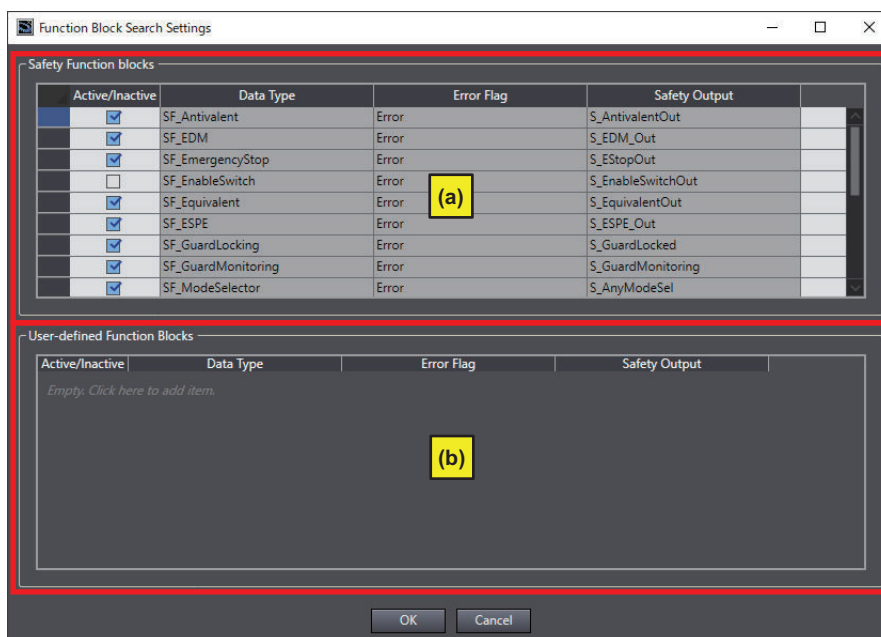 Function Block Search Settings
Safety Function blocks
Active/Inactive Data Type Error Flag Safety Output
SF_Antivalent Error S_AntivalentOut
SF_EDM Error S_EDM_Out
SF_EmergencyStop Error S_EStopOut
SF_EnableSwitch Error S_EnableSwitchOut
SF_Equivalent Error S_EquivalentOut
(a)
SF_ESPE Error S_ESPE_Out
SF_GuardLocking Error S_GuardLocked
SF_GuardMonitoring Error S_GuardMonitoring
SF_ModeSelector Error S_AnyModeSel
User-defined Function Blocks
Active/Inactive Data Type Error Flag Safety Output
Empty. Click here to add item.
(b)
OK Cancel